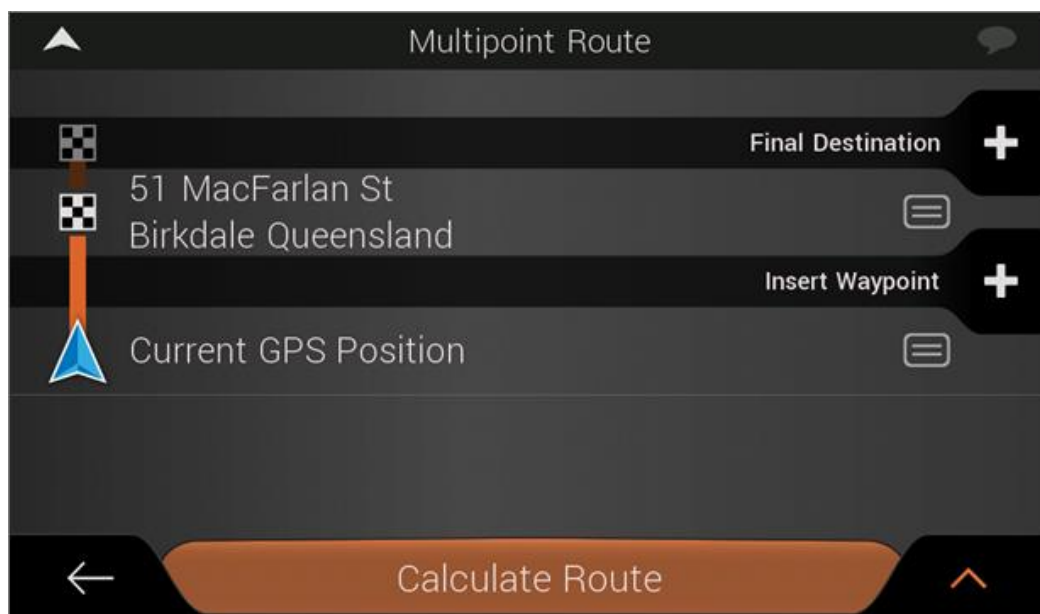 Multipoint Route
Final Destination
51 MacFarlan St
Birkdale Queensland
Insert Waypoint
Current GPS Position
Calculate Route